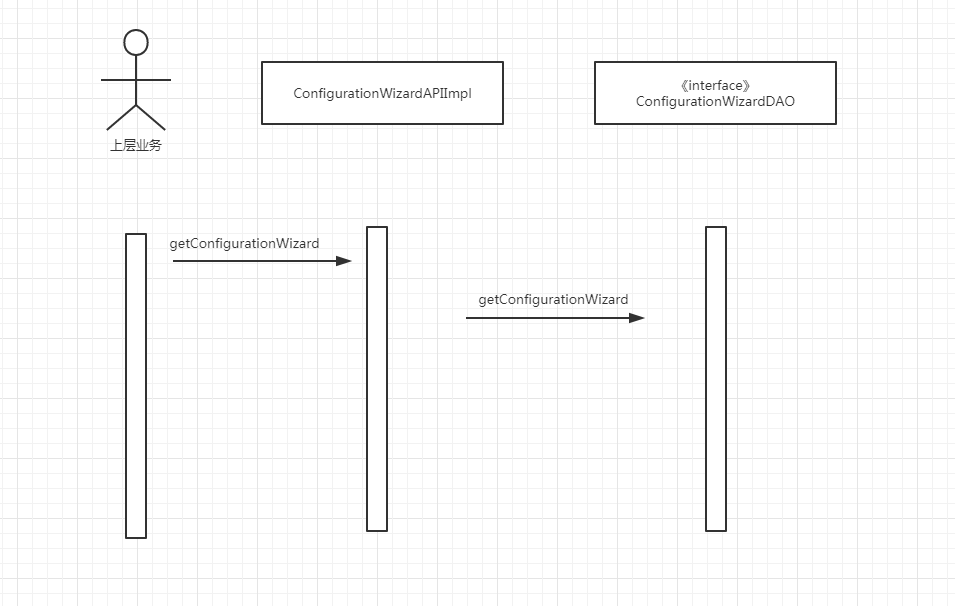 上层业务
ConfigurationWizardAPIImpl
《interface》
ConfigurationWizardDAO
getConfigurationWizard
getConfigurationWizard